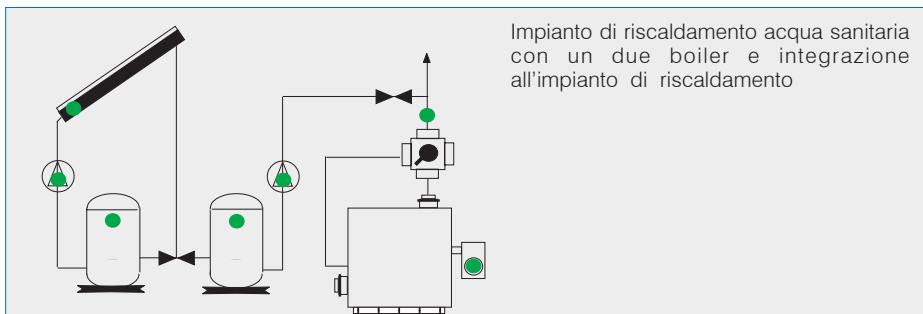 Impianto di riscaldamento acqua sanitaria
con un due boiler e integrazione
all'impianto di riscaldamento